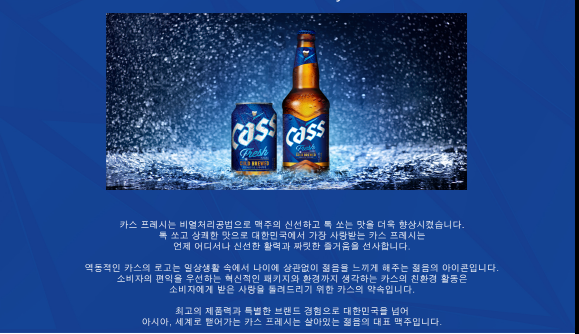 cass
Fresh
COLD BREWED
cass
Fresh
COLD BREWED
카스 프레시는 비열처리공법으로 맥주의 신선하고 톡 쏘는 맛을 더욱 향상시켰습니다.
톡 쏘고 상쾌한 맛으로 대한민국에서 가장 사랑받는 카스 프레시는
언제 어디서나 신선한 활력과 짜릿한 즐거움을 선사합니다.
역동적인 카스의 로고는 일상생활 속에서 나이에 상관없이 젊음을 느끼게 해주는 젊음의 아이콘입니다.
소비자의 편익을 우선하는 혁신적인 패키지와 환경까지 생각하는 카스의 친환경 활동은
소비자에게 받은 사랑을 돌려드리기 위한 카스의 약속입니다.
최고의 제품력과 특별한 브랜드 경험으로 대한민국을 넘어
아시아, 세계로 뻗어가는 카스 프레시는 살아있는 젊음의 대표 맥주입니다.